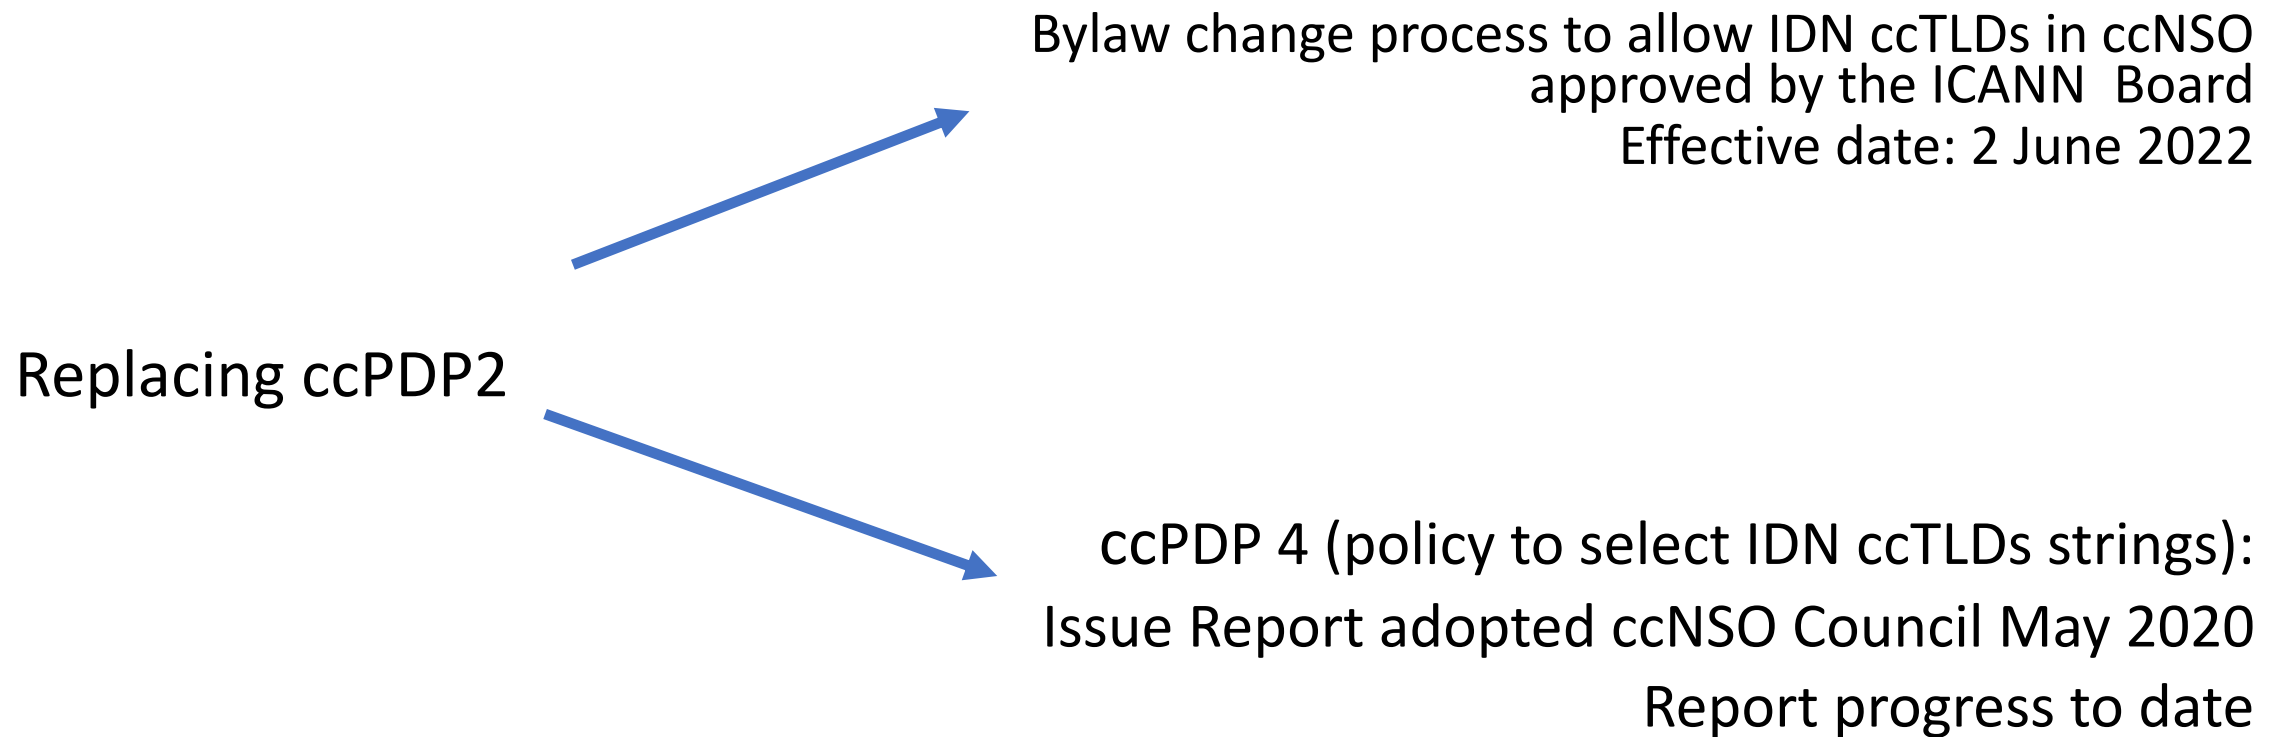 Bylaw change process to allow IDN ccTLDs in ccNSO
approved by the ICANN  Board
Effective date: 2 June 2022
Replacing ccPDP2
ccPDP 4 (policy to select IDN ccTLDs strings):
Issue Report adopted ccNSO Council May 2020
Report progress to date